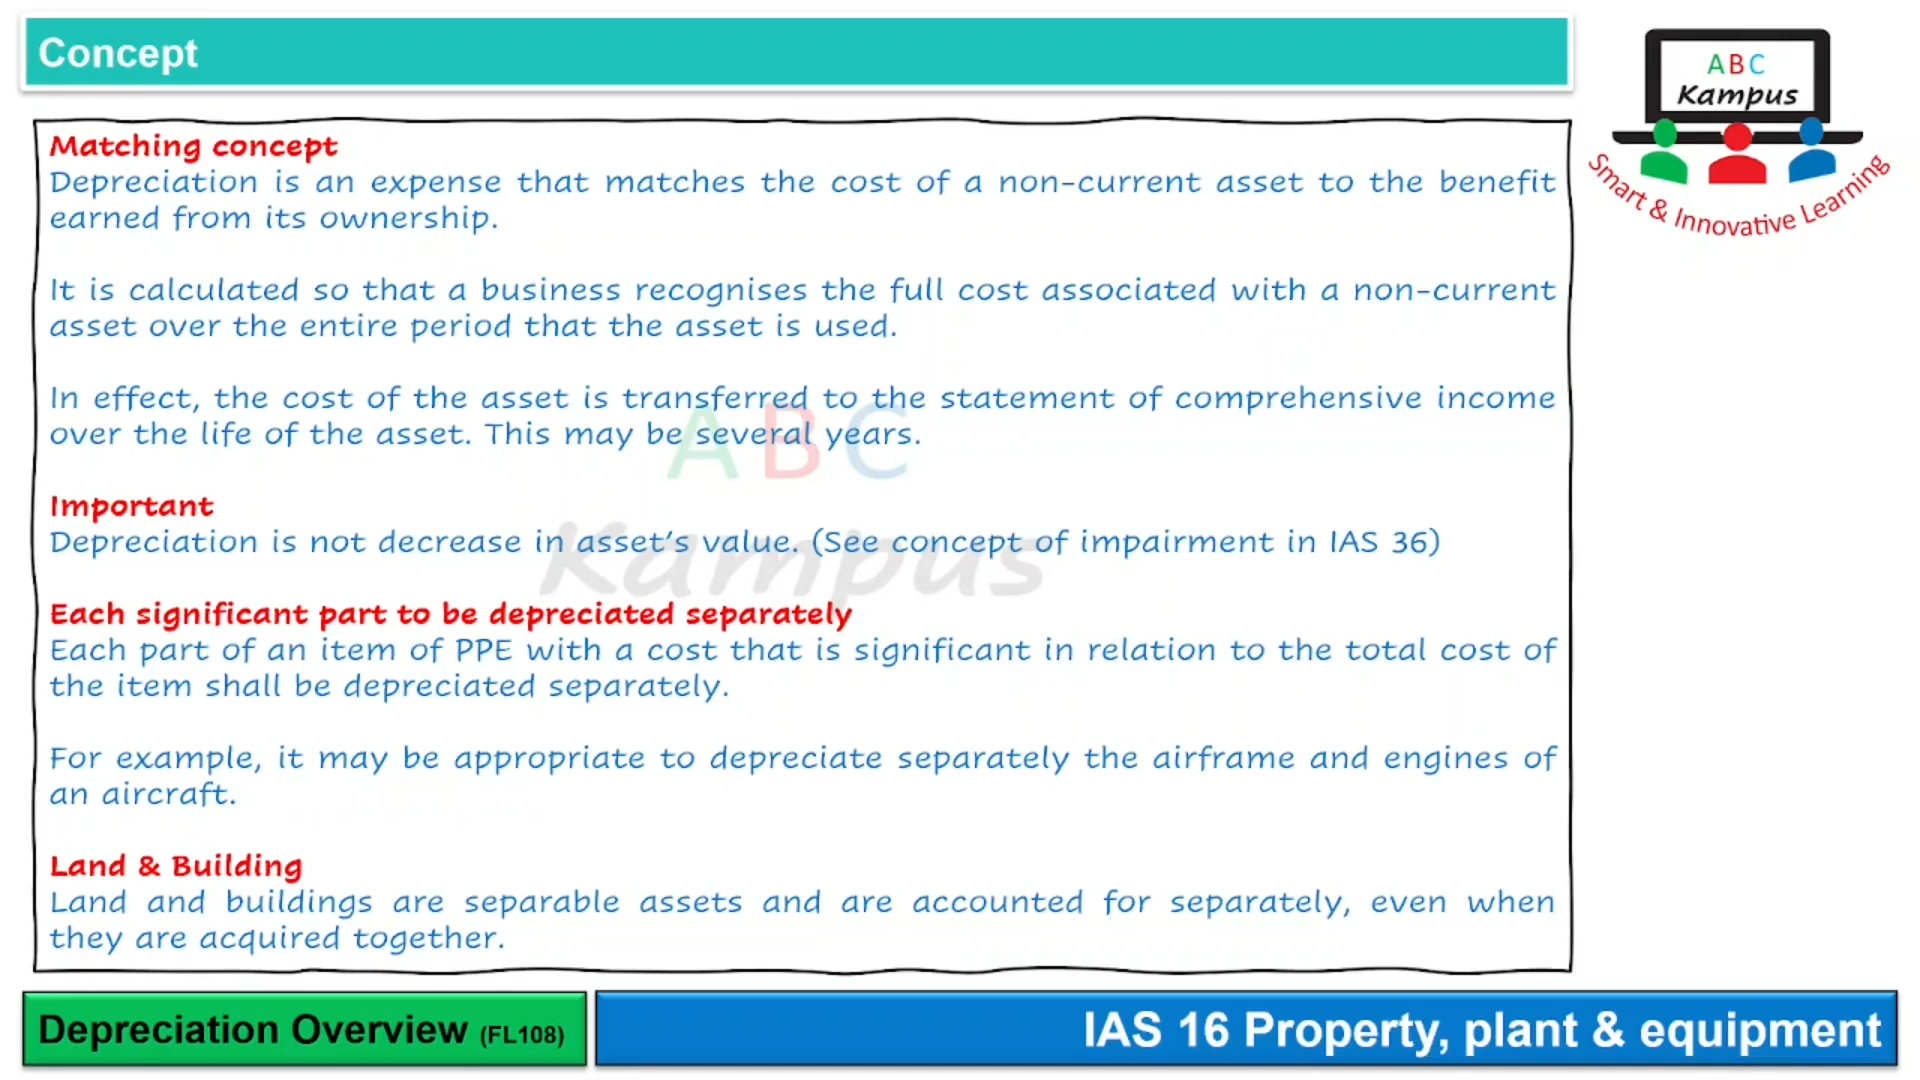 Concept
ABC
Kampus
Smart & Innovative Learning
Matching concept
Depreciation is an expense that matches the cost of a non-current asset to the benefit
earned from its ownership.
It is calculated so that a business recognises the full cost associated with a non-current
asset over the entire period that the asset is used.
In effect, the cost of the asset is transferred to the statement of comprehensive income
over the life of the asset. This may be several years.
ABC
Important
Depreciation is not decrease in asset's value. (See concept of impairment in IAS 36)
Kampus
Each significant part to be depreciated separately
Each part of an item of PPE with a cost that is significant in relation to the total cost of
the item shall be depreciated separately.
For example, it may be appropriate to depreciate separately the airframe and engines of
an aircraft.
Land & Building
Land and buildings are separable assets and are accounted for separately, even when
they are acquired together.
Depreciation Overview (FL108)
IAS 16 Property, plant & equipment